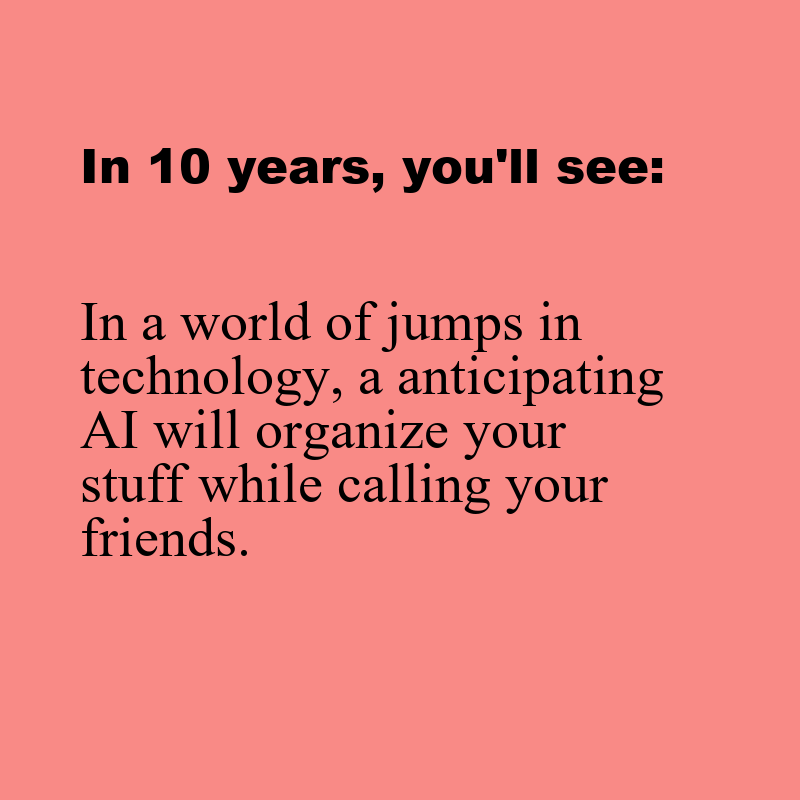 In 10 years, you'll see:
In a world of jumps in
technology, a anticipating
AI will organize your
stuff while calling your
friends.